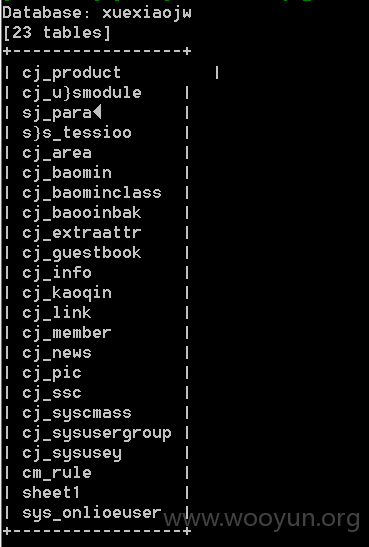 Database: xuexiaojw
[23 tables]
+-----------------+
| cj_product          |
| cj_u}smodule    |
| sj_para◄        |
| s}s_tessioo     |
| cj_area         |
| cj_baomin       |
| cj_baominclass  |
| cj_baooinbak    |
| cj_extraattr    |
| cj_guestbook    |
| cj_info         |
| cj_kaoqin       |
| cj_link         |
| cj_member       |
| cj_news         |
| cj_pic          |
| cj_ssc          |
| cj_syscmass     |
| cj_sysusergroup |
| cj_sysusey      |
| cm_rule         |
| sheet1          |
| sys_onlioeuser  |
+-----------------+
www.wooyun.org